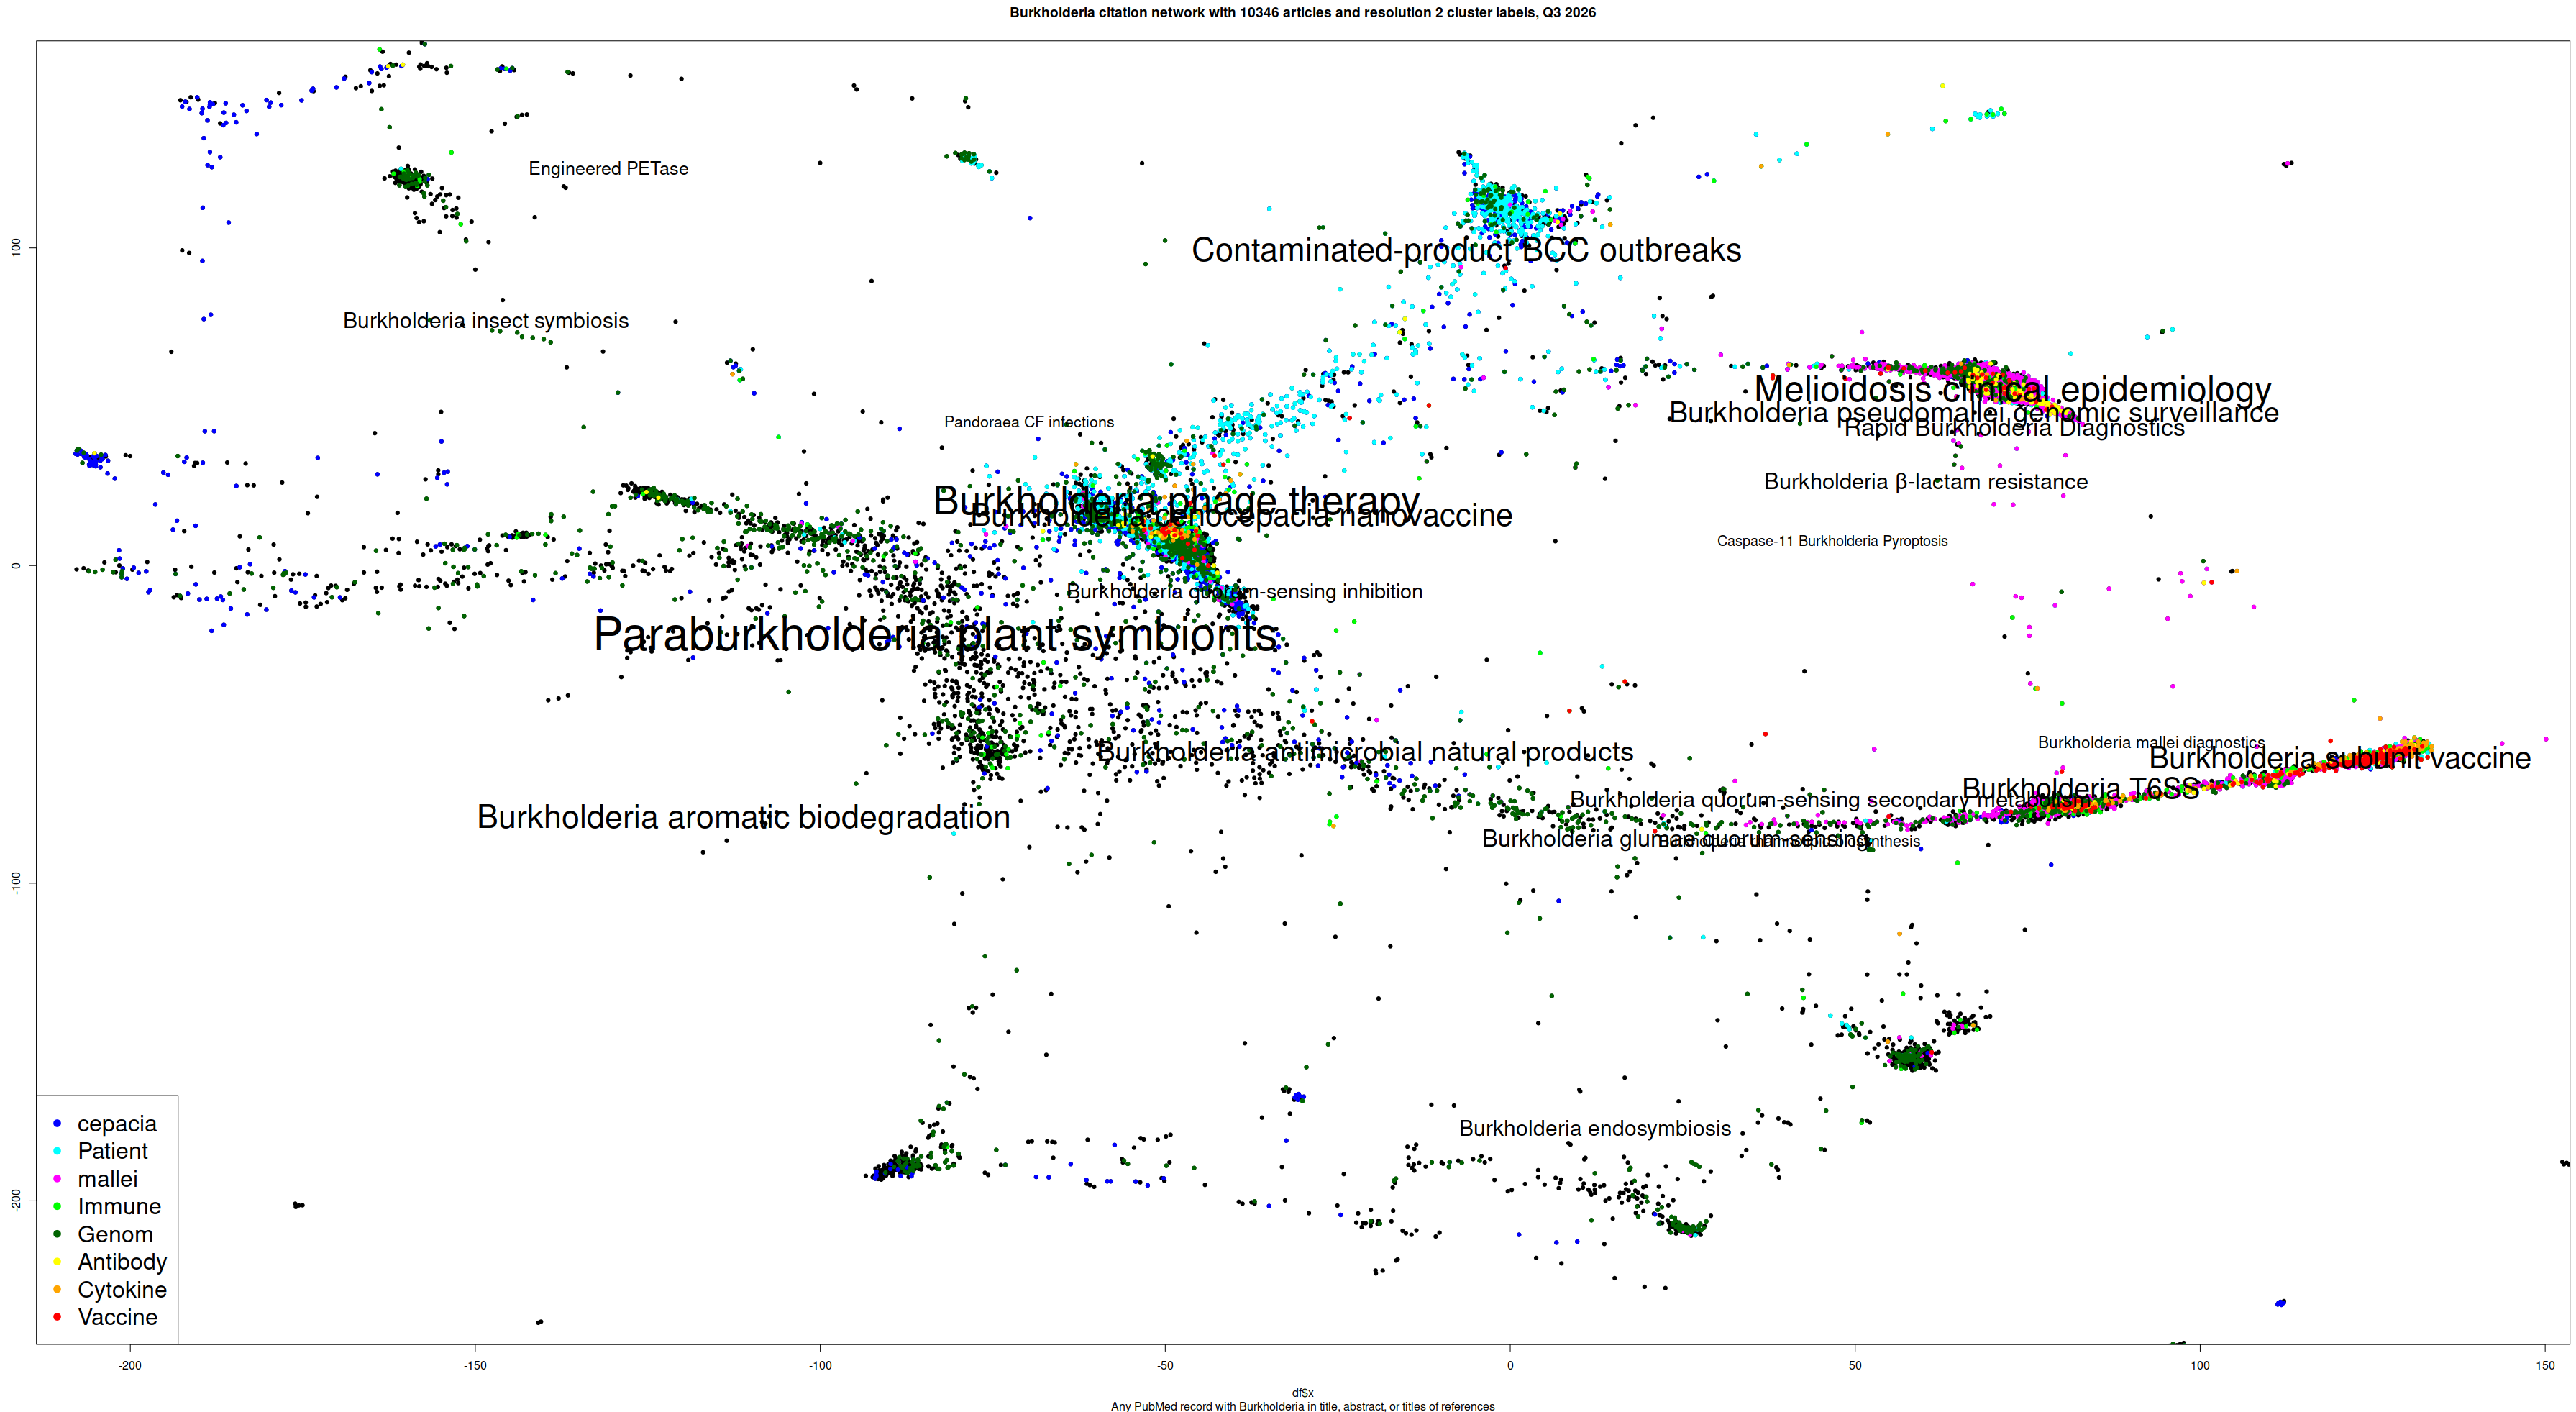 Burkholderia citation network with 10346 articles and resolution 2 cluster labels, Q3 2026
Engineered PETase
Contaminated-product BCC outbreaks
Burkholderia insect symbiosis
Melioidosis clinical epidemiology
Burkholderia pseudomallei genomic surveillance
Pandoraea CF infections
Rapid Burkholderia Diagnostics
Burkholderia β-lactam resistance
Burkholderia phage therapy
Burkholderia cenocepacia nanovaccine
Caspase-11 Burkholderia Pyroptosis
Burkholderia quorum-sensing inhibition
Paraburkholderia plant symbionts
Burkholderia mallei diagnostics
Burkholderia antimicrobial natural products
Burkholderia subunit vaccine
Burkholderia T6SS
Burkholderia quorum-sensing secondary metabolism
Burkholderia aromatic biodegradation
Burkholderia glumae quorum-sensing
Burkholderia rhamnolipid biosynthesis
Burkholderia endosymbiosis
100
0
-100
-200
cepacia
Patient
mallei
Immune
Genom
Antibody
Cytokine
Vaccine
-200 -150 -100 -50 0 50 100 150
df$x
Any PubMed record with Burkholderia in title, abstract, or titles of references